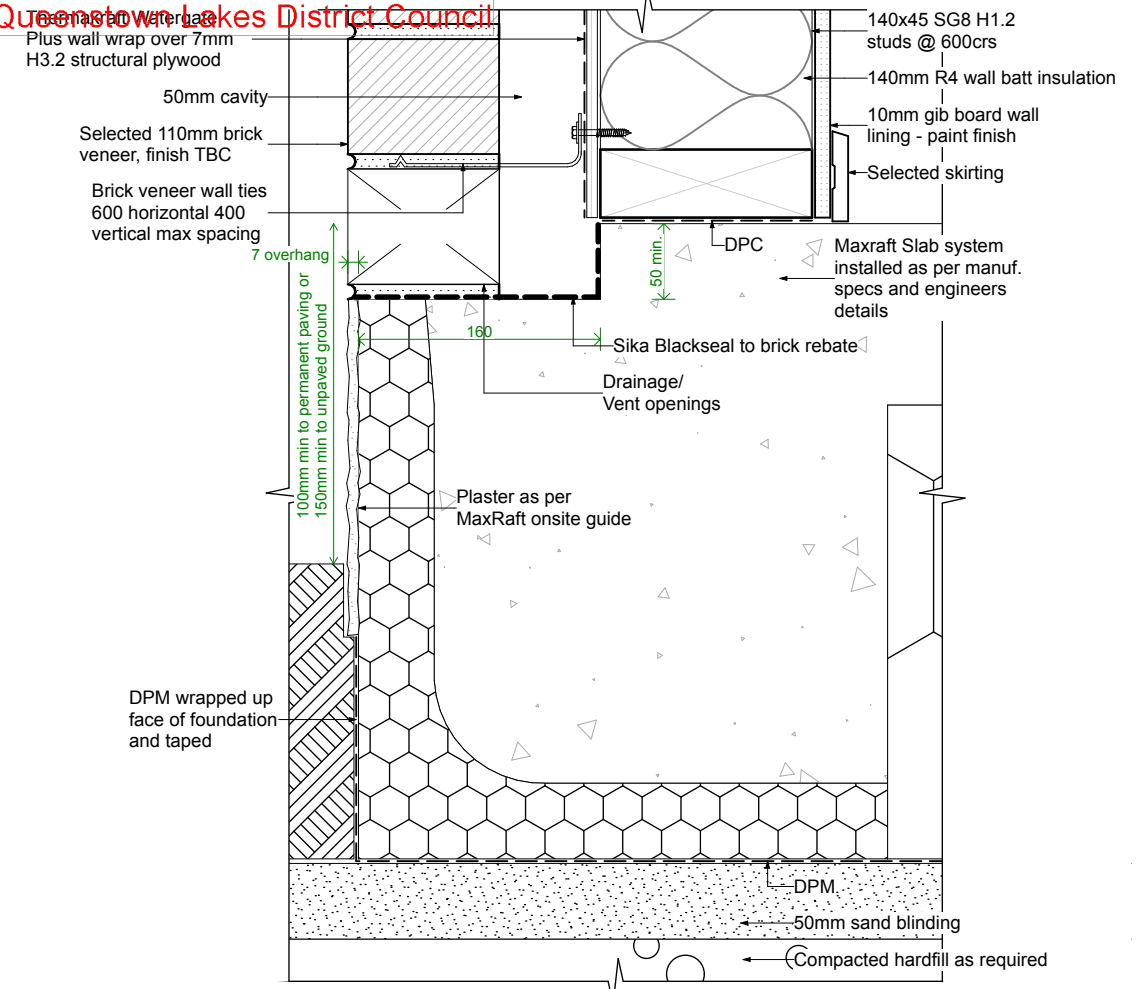 Queenstown Lakes District Council
Thermakraft Watergate
Plus wall wrap over 7mm
H3.2 structural plywood
50mm cavity
Selected 110mm brick
veneer, finish TBC
Brick veneer wall ties
600 horizontal 400
vertical max spacing
7 overhang
100mm min to permanent paving or
150mm min to unpaved ground
140x45 SG8 H1.2
studs @ 600crs
140mm R4 wall batt insulation
10mm gib board wall
lining - paint finish
Selected skirting
DPC
50 min.
Maxraft Slab system
installed as per manuf.
specs and engineers
details
160
Sika Blackseal to brick rebate
Drainage/
Vent openings
Plaster as per
MaxRaft onsite guide
DPM wrapped up
face of foundation
and taped
DPM
50mm sand blinding
Compacted hardfill as required